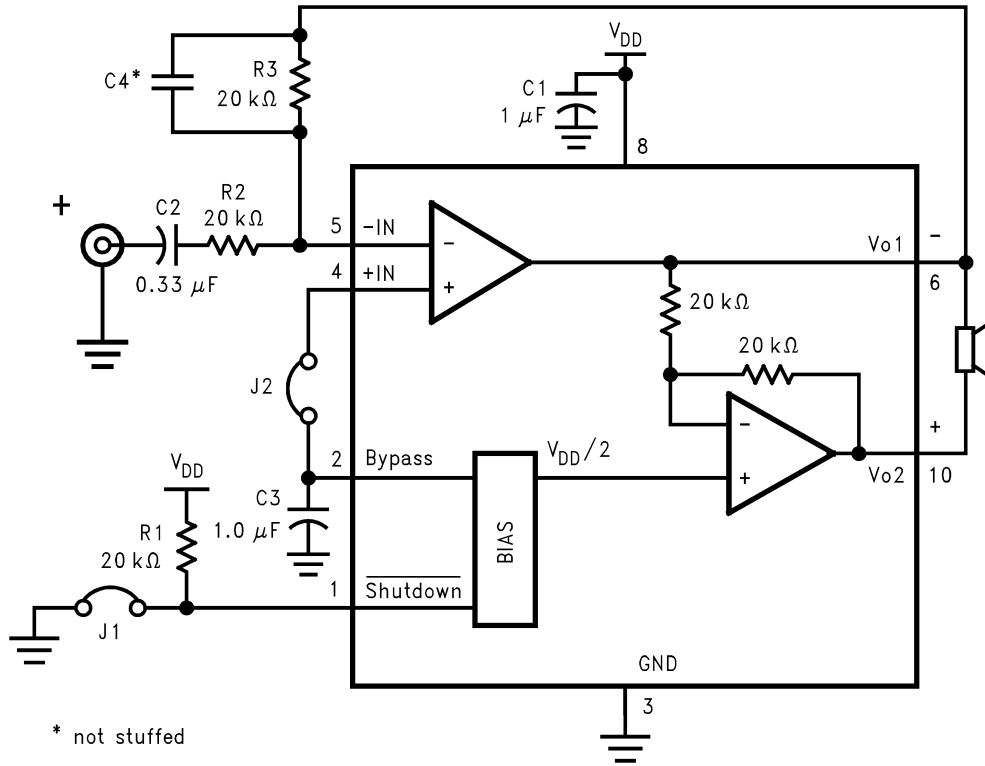 C4*
R3
20 kΩ
V_DD
C1
1 μF
8
+
C2
0.33 μF
R2
20 kΩ
5
-IN
4
+IN
-
+
Vo1
-
6
20 kΩ
20 kΩ
J2
-
+
+
Vo2
10
2
Bypass
V_DD/2
C3
1.0 μF
V_DD
R1
20 kΩ
BIAS
1
Shutdown
J1
GND
3
* not stuffed